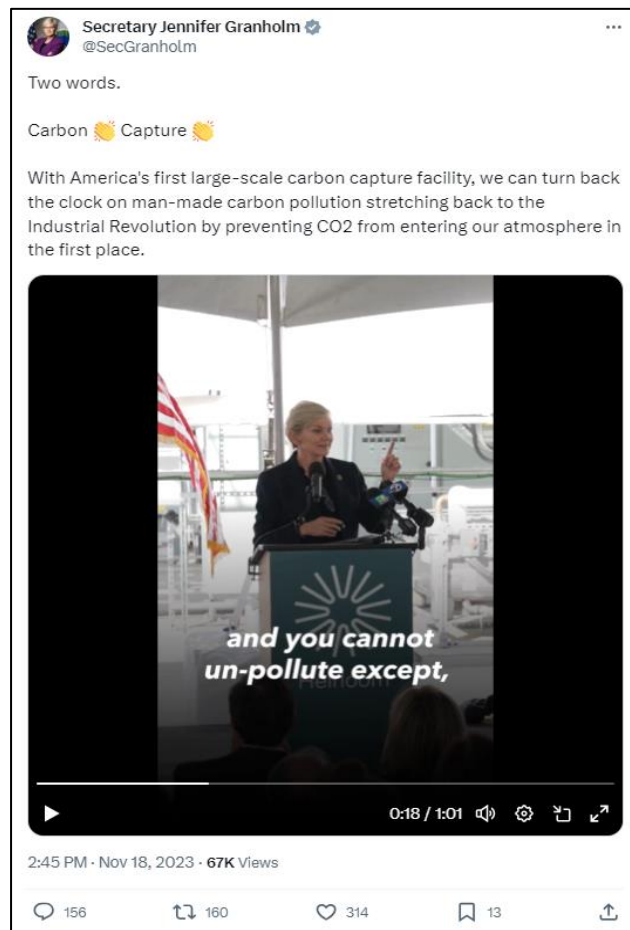 Secretary Jennifer Granholm
@SecGranholm
Two words.
Carbon 👏 Capture 👏
With America's first large-scale carbon capture facility, we can turn back
the clock on man-made carbon pollution stretching back to the
Industrial Revolution by preventing CO2 from entering our atmosphere in
the first place.
and you cannot
un-pollute except,
Heirloom
0:18 / 1:01
2:45 PM · Nov 18, 2023 · 67K Views
156 160 314 13